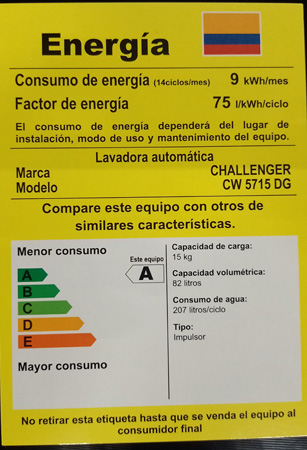 Energía
Consumo de energía (14ciclos/mes) 9 kWh/mes
Factor de energía 75 l/kWh/ciclo
El consumo de energía dependerá del lugar de
instalación, modo de uso y mantenimiento del equipo.
Lavadora automática
Marca CHALLENGER
Modelo CW 5715 DG
Compare este equipo con otros de
similares características.
Menor consumo
Este equipo
A
A
B
C
D
E
Mayor consumo
Capacidad de carga:
15 kg
Capacidad volumétrica:
82 litros
Consumo de agua:
207 litros/ciclo
Tipo:
Impulsor
No retirar esta etiqueta hasta que se venda el equipo al
consumidor final